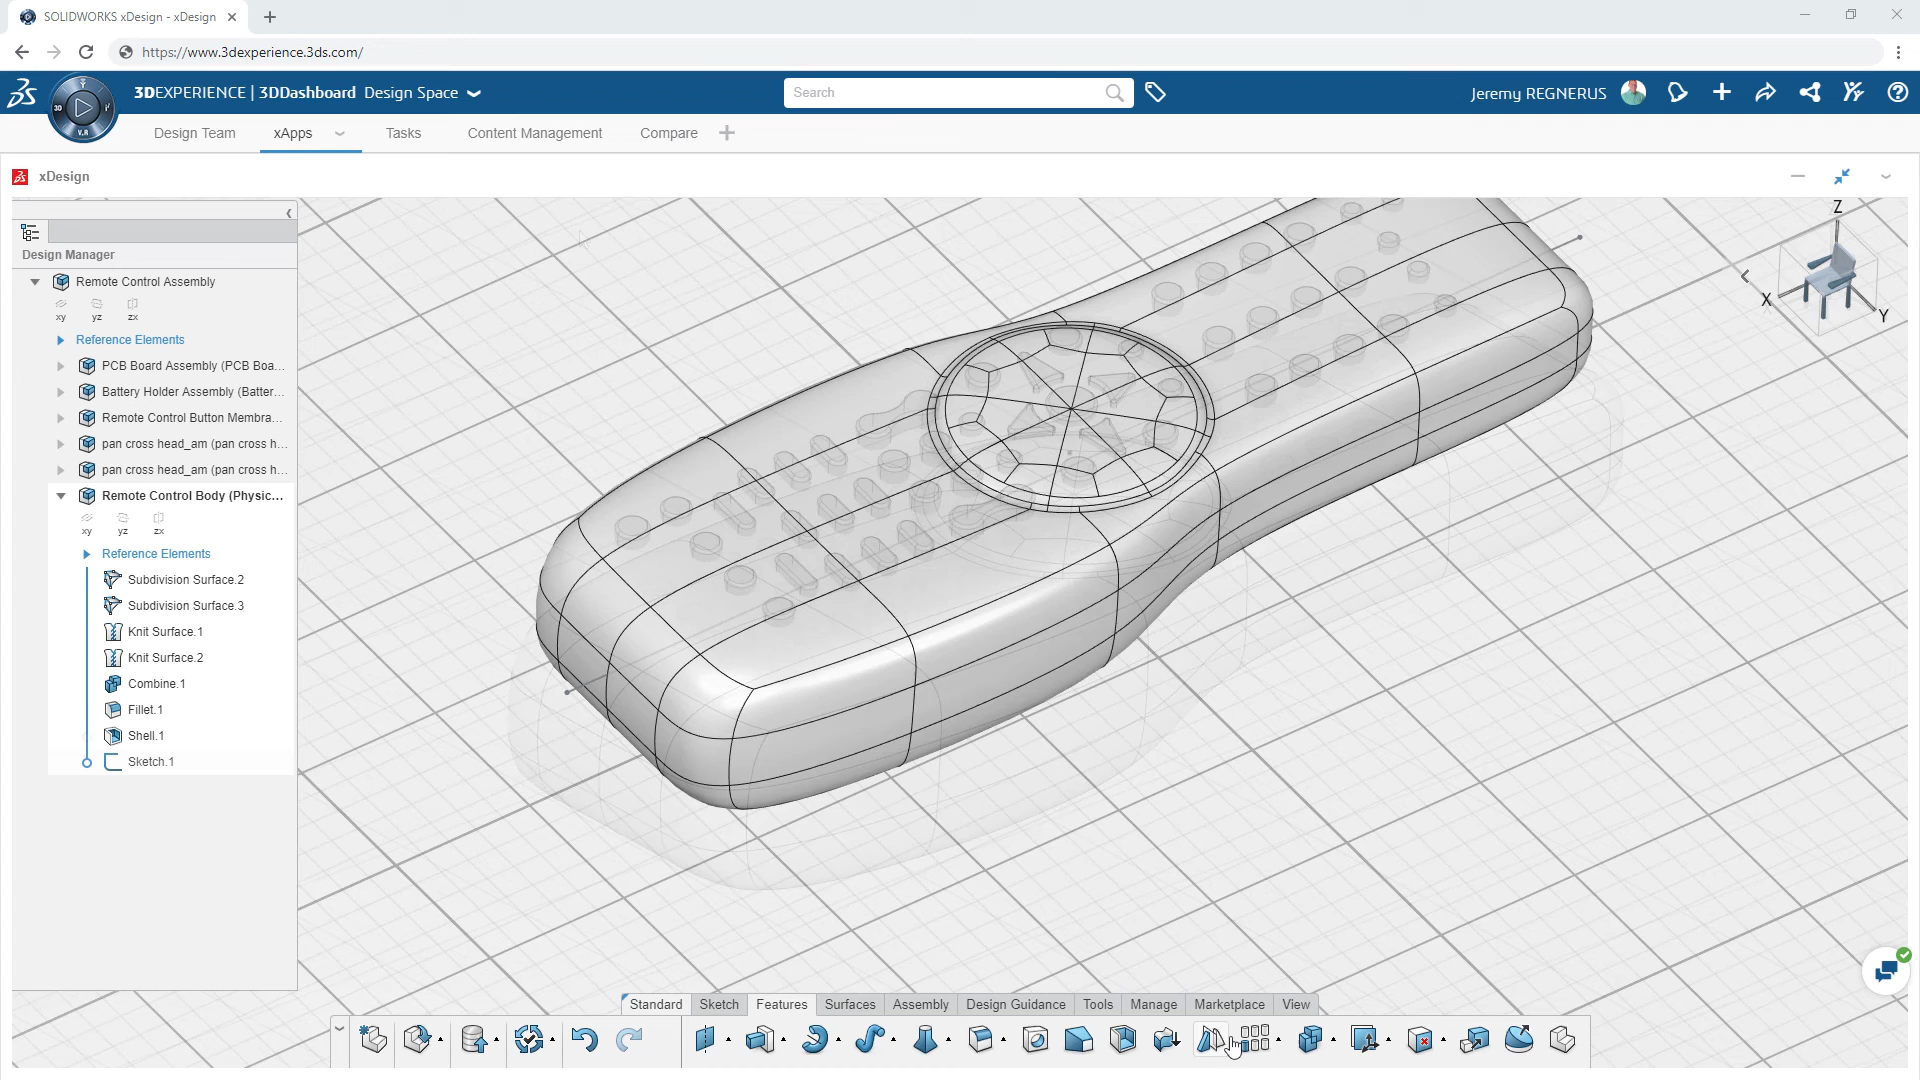 SOLIDWORKS xDesign - xDesign
https://www.3dexperience.3ds.com/
3D
V.R
3DEXPERIENCE | 3DDashboard Design Space
Search
Jeremy REGNERUS
Design Team
xApps
Tasks
Content Management
Compare
xDesign
Design Manager
Remote Control Assembly
xy yz zx
Reference Elements
PCB Board Assembly (PCB Boa...
Battery Holder Assembly (Batter...
Remote Control Button Membra...
pan cross head_am (pan cross h...
pan cross head_am (pan cross h...
Remote Control Body (Physic...
xy yz zx
Reference Elements
Subdivision Surface.2
Subdivision Surface.3
Knit Surface.1
Knit Surface.2
Combine.1
Fillet.1
Shell.1
Sketch.1
Z
X
Y
Standard Sketch Features Surfaces Assembly Design Guidance Tools Manage Marketplace View